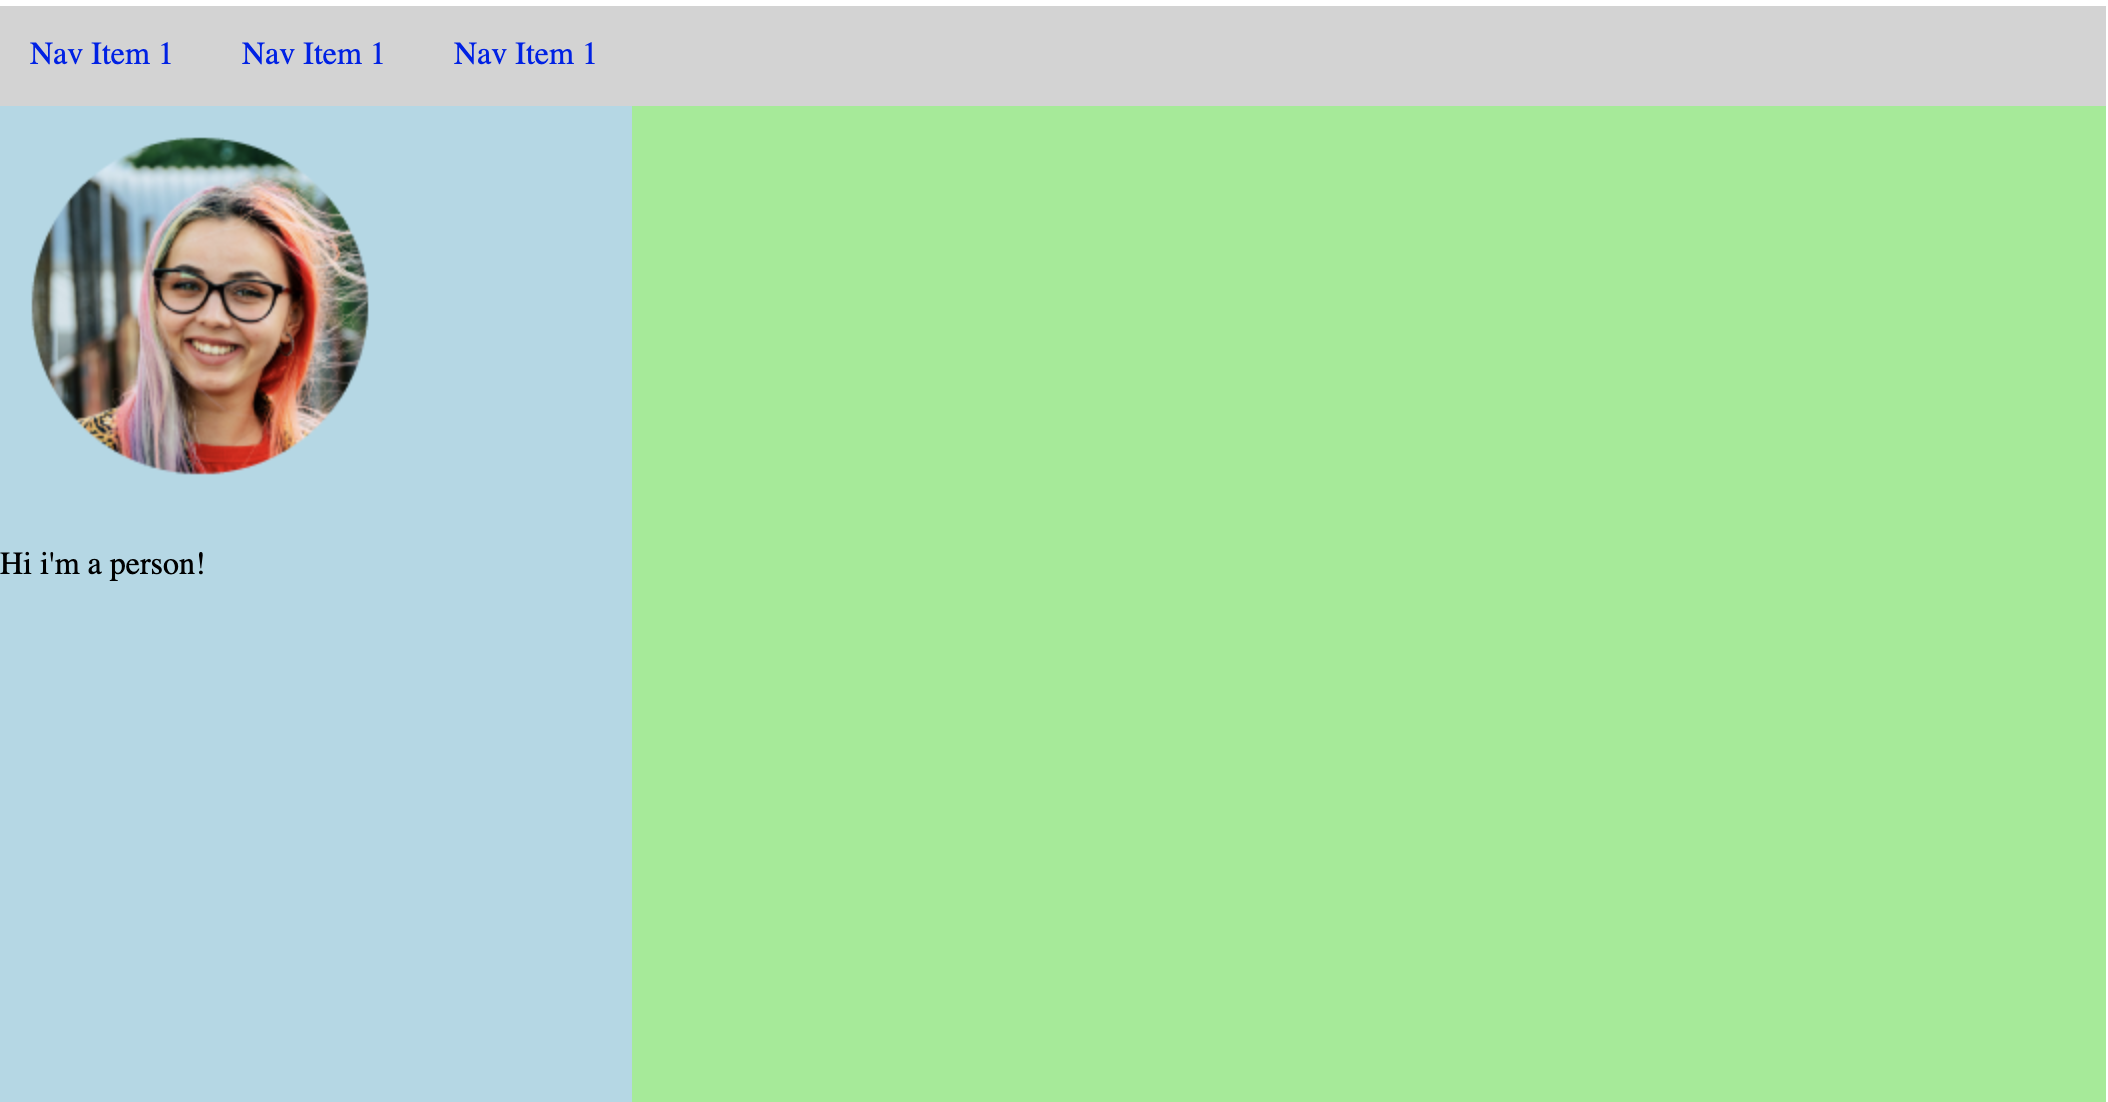 Nav Item 1 Nav Item 1 Nav Item 1
Hi i'm a person!